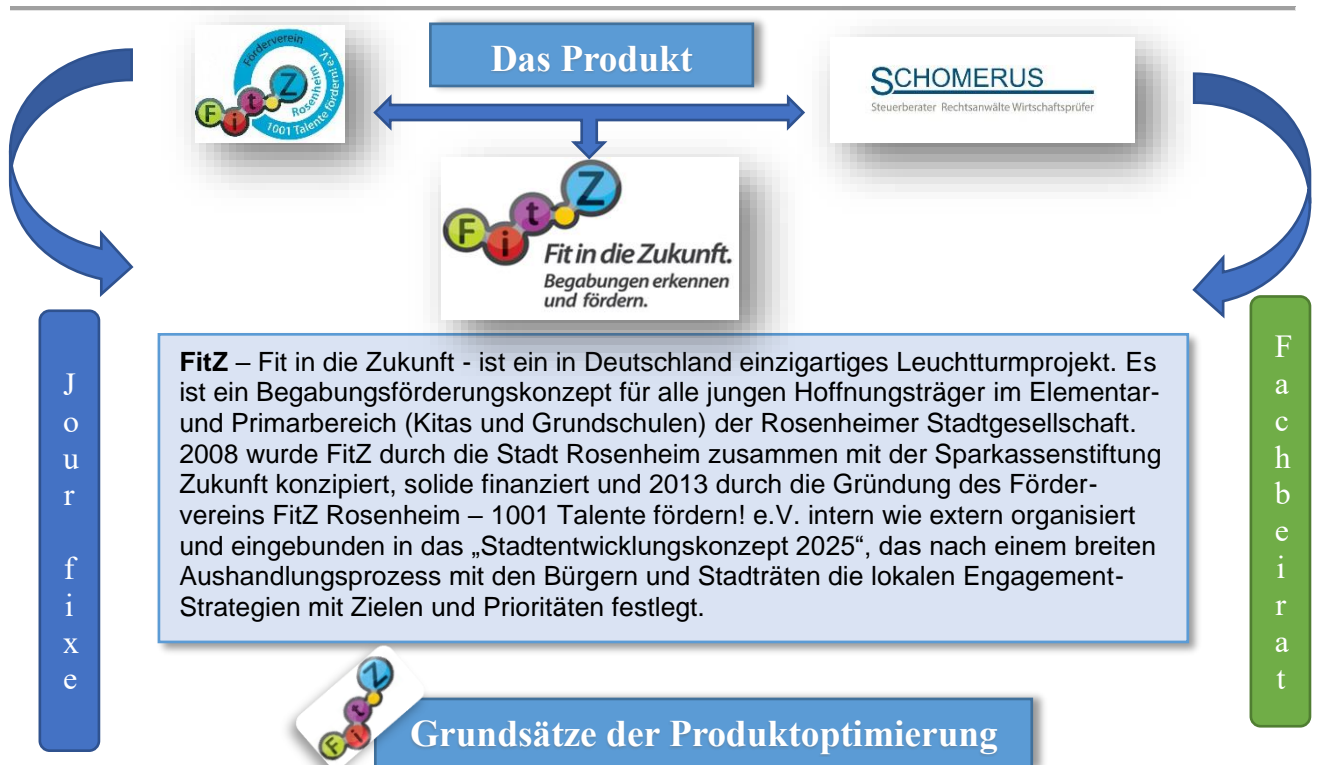 Das Produkt
Förderverein
FitZ
Rosenheim
1001 Talente fördern! e.V.
SCHOMERUS
Steuerberater Rechtsanwälte Wirtschaftsprüfer
FitZ
Fit in die Zukunft.
Begabungen erkennen
und fördern.
Jour fixe
FitZ – Fit in die Zukunft - ist ein in Deutschland einzigartiges Leuchtturmprojekt. Es
ist ein Begabungsförderungskonzept für alle jungen Hoffnungsträger im Elementar-
und Primarbereich (Kitas und Grundschulen) der Rosenheimer Stadtgesellschaft.
2008 wurde FitZ durch die Stadt Rosenheim zusammen mit der Sparkassenstiftung
Zukunft konzipiert, solide finanziert und 2013 durch die Gründung des Förder-
vereins FitZ Rosenheim – 1001 Talente fördern! e.V. intern wie extern organisiert
und eingebunden in das „Stadtentwicklungskonzept 2025“, das nach einem breiten
Aushandlungsprozess mit den Bürgern und Stadträten die lokalen Engagement-
Strategien mit Zielen und Prioritäten festlegt.
Fachbeirat
FitZ
Grundsätze der Produktoptimierung